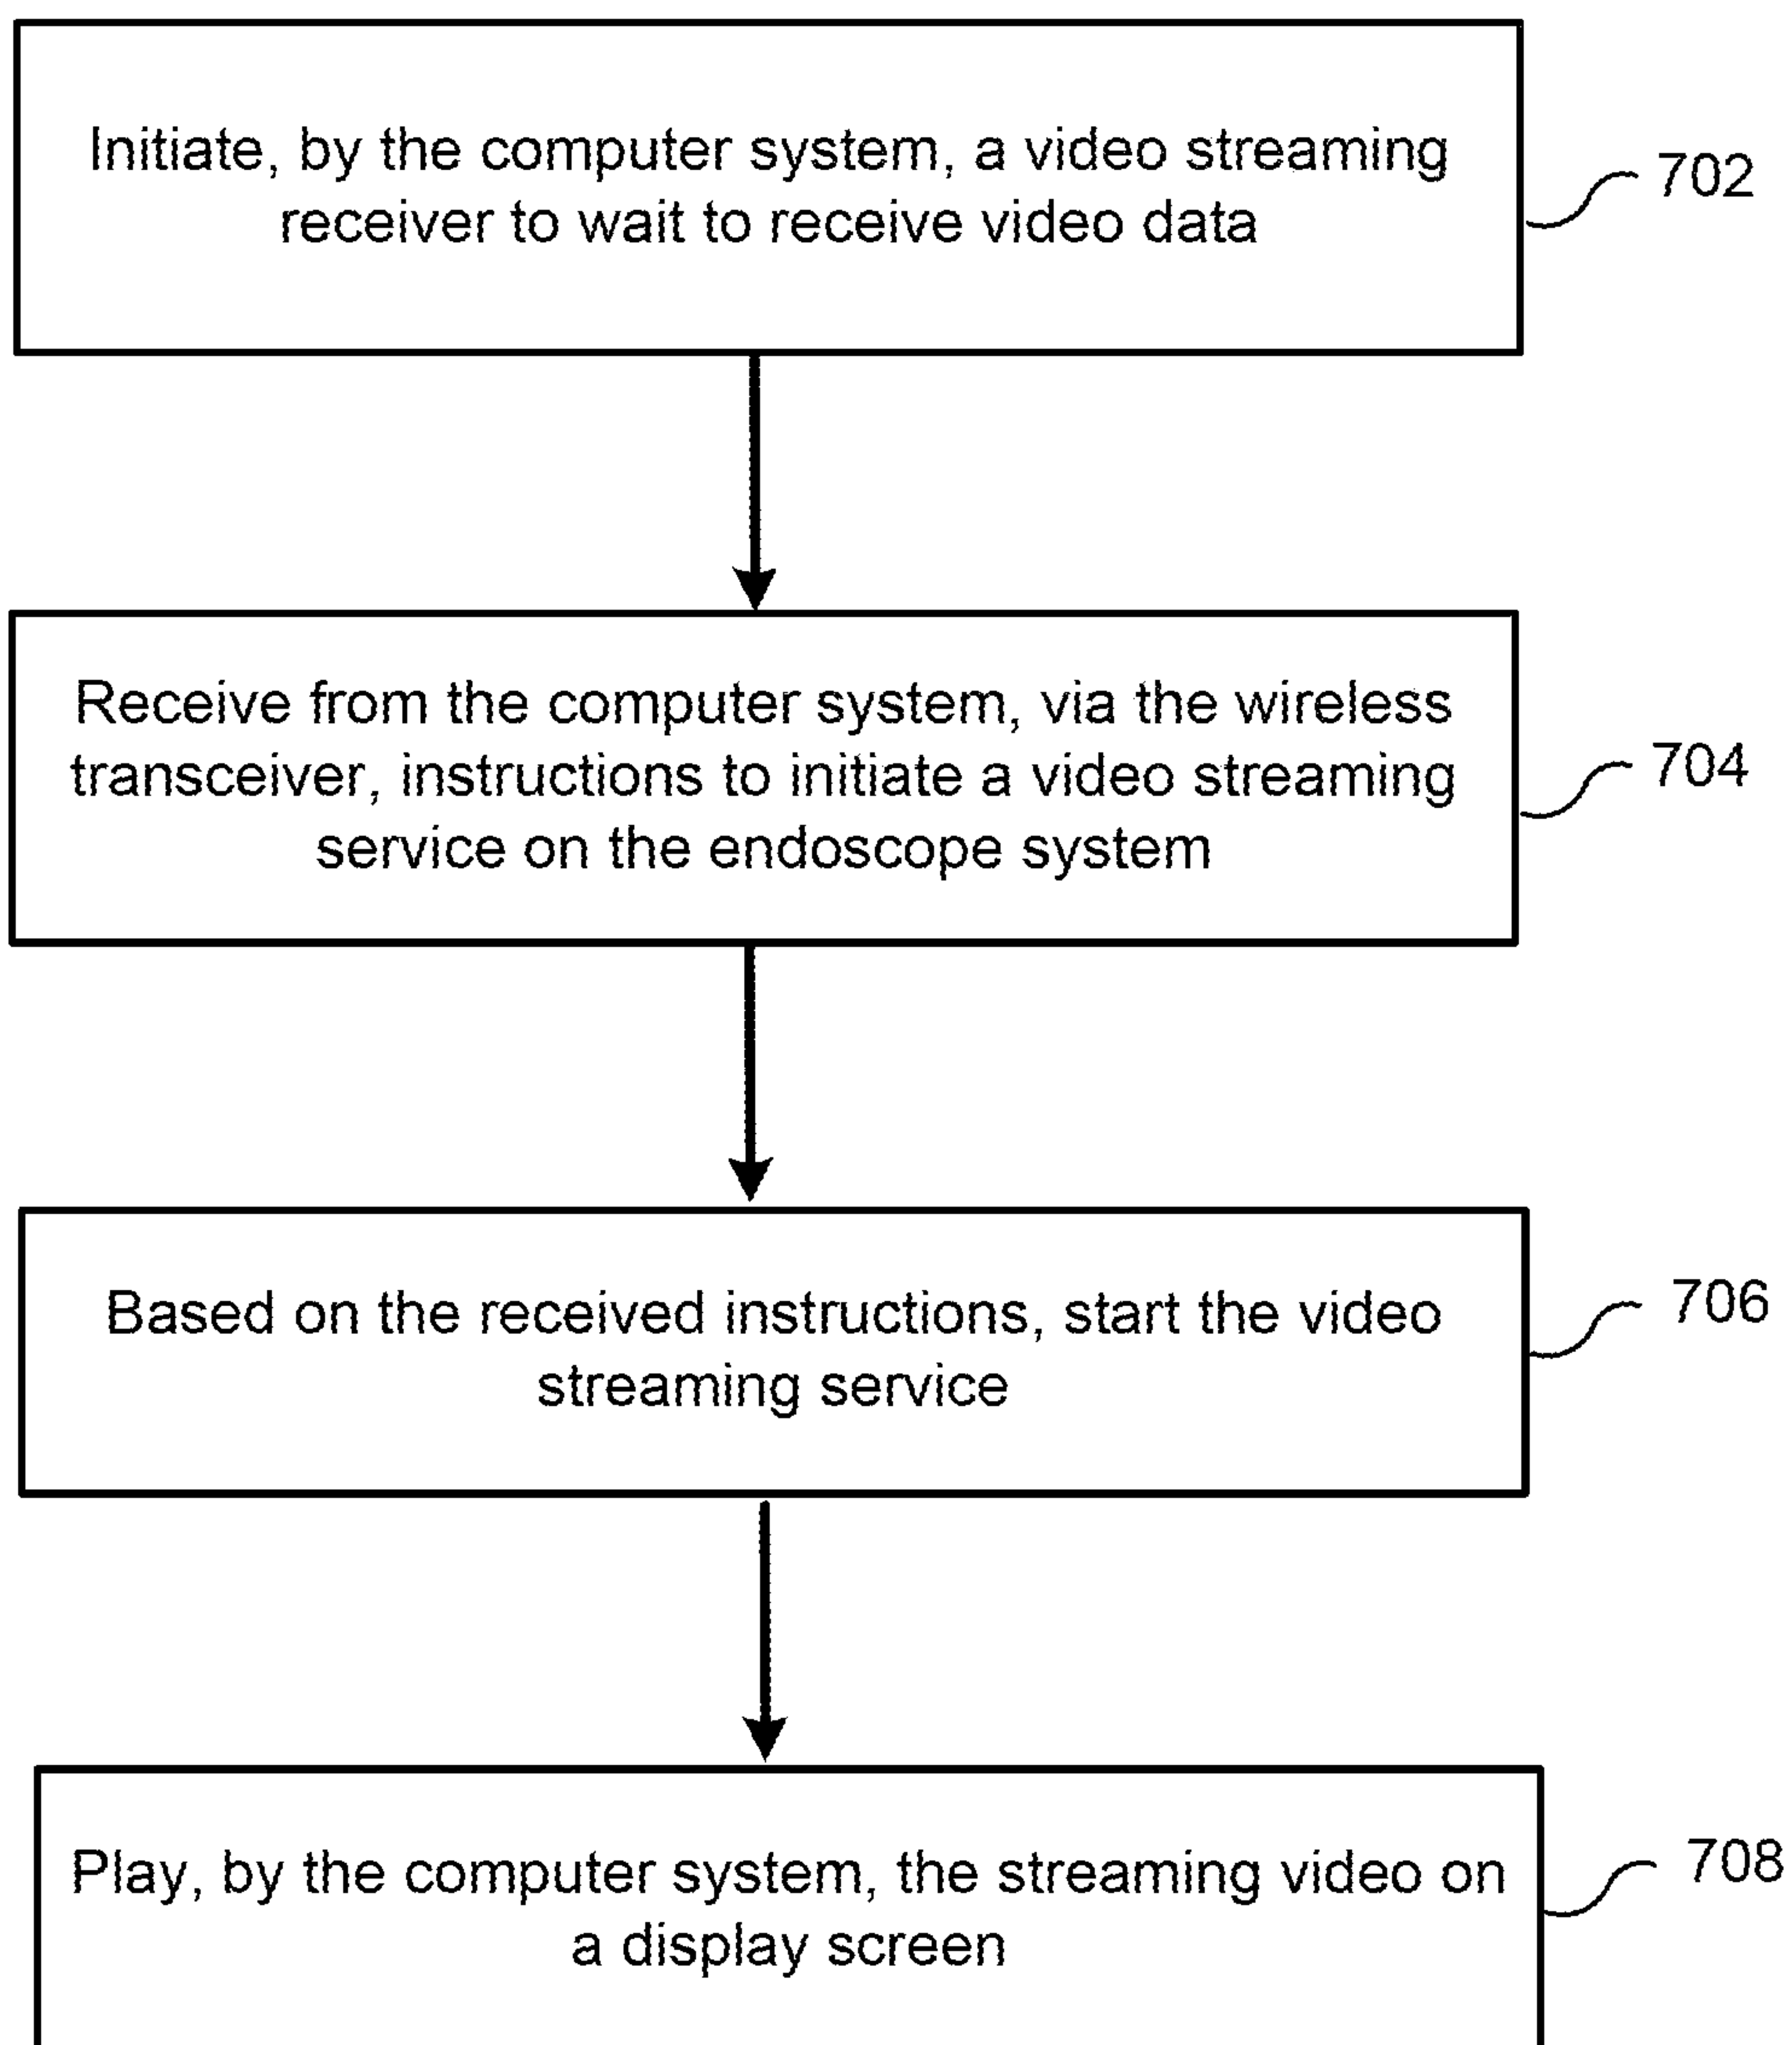 Initiate, by the computer system, a video streaming
receiver to wait to receive video data
702
Receive from the computer system, via the wireless
transceiver, instructions to initiate a video streaming
service on the endoscope system
704
Based on the received instructions, start the video
streaming service
706
Play, by the computer system, the streaming video on
a display screen
708